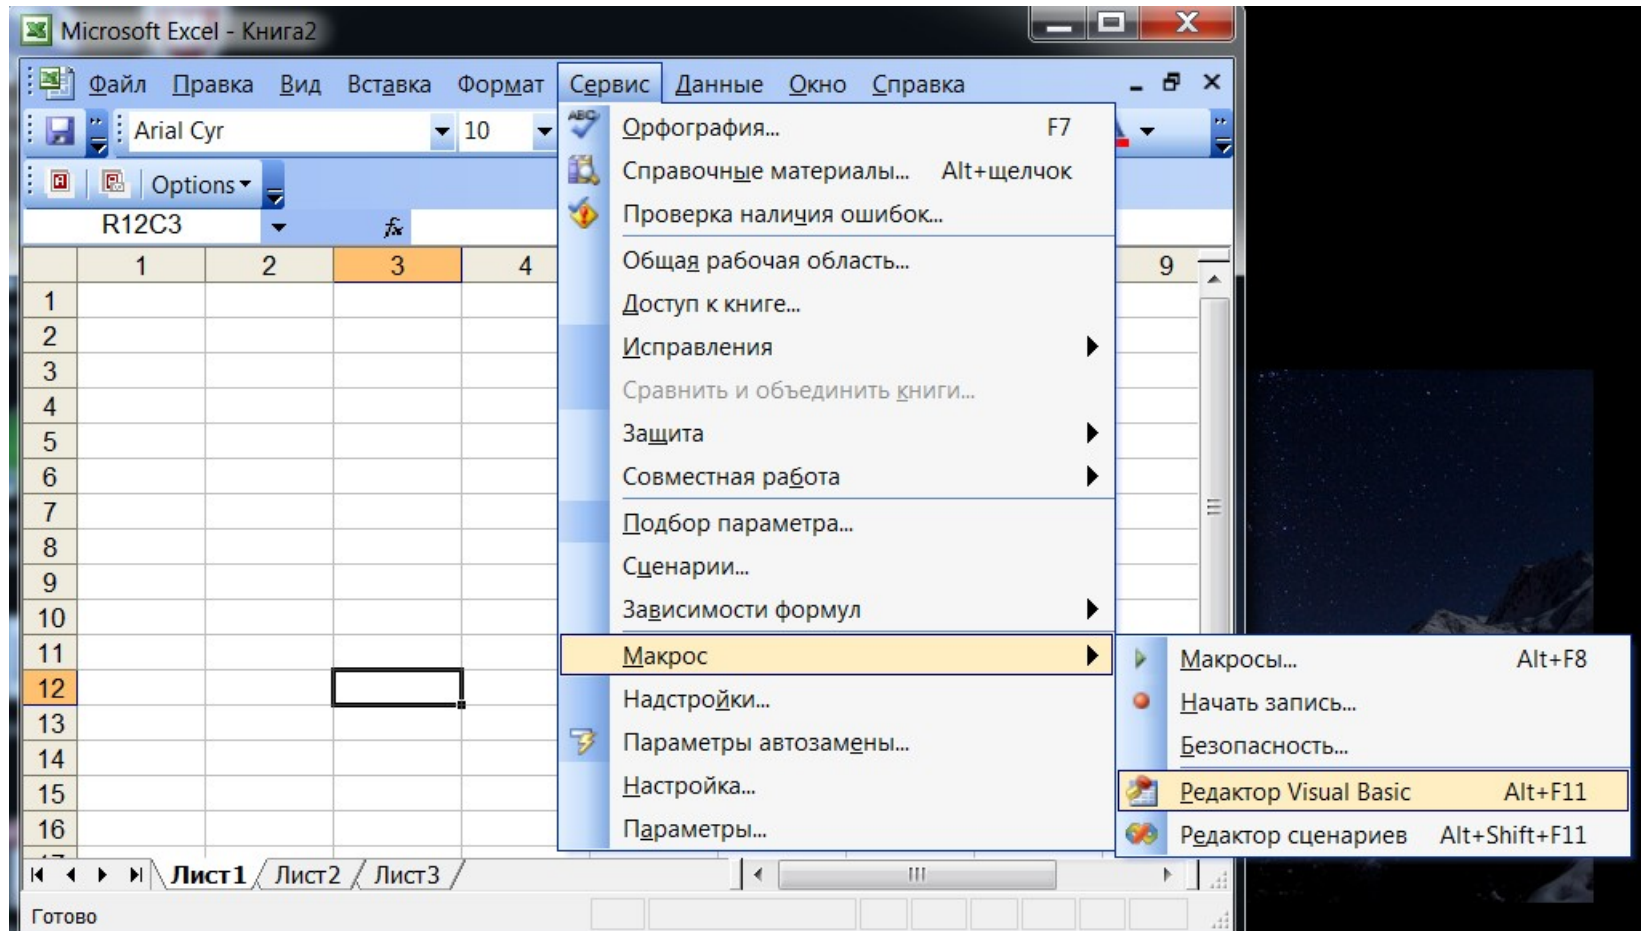 Microsoft Excel - Книга2
Файл Правка Вид Вставка Формат Сервис Данные Окно Справка
Arial Cyr 10
Options
R12C3 fx
1 2 3 4 9
1
2
3
4
5
6
7
8
9
10
11
12
13
14
15
16
Орфография... F7
Справочные материалы... Alt+щелчок
Проверка наличия ошибок...
Общая рабочая область...
Доступ к книге...
Исправления
Сравнить и объединить книги...
Защита
Совместная работа
Подбор параметра...
Сценарии...
Зависимости формул
Макрос
Надстройки...
Параметры автозамены...
Настройка...
Параметры...
Макросы... Alt+F8
Начать запись...
Безопасность...
Редактор Visual Basic Alt+F11
Редактор сценариев Alt+Shift+F11
Лист1 Лист2 Лист3
Готово